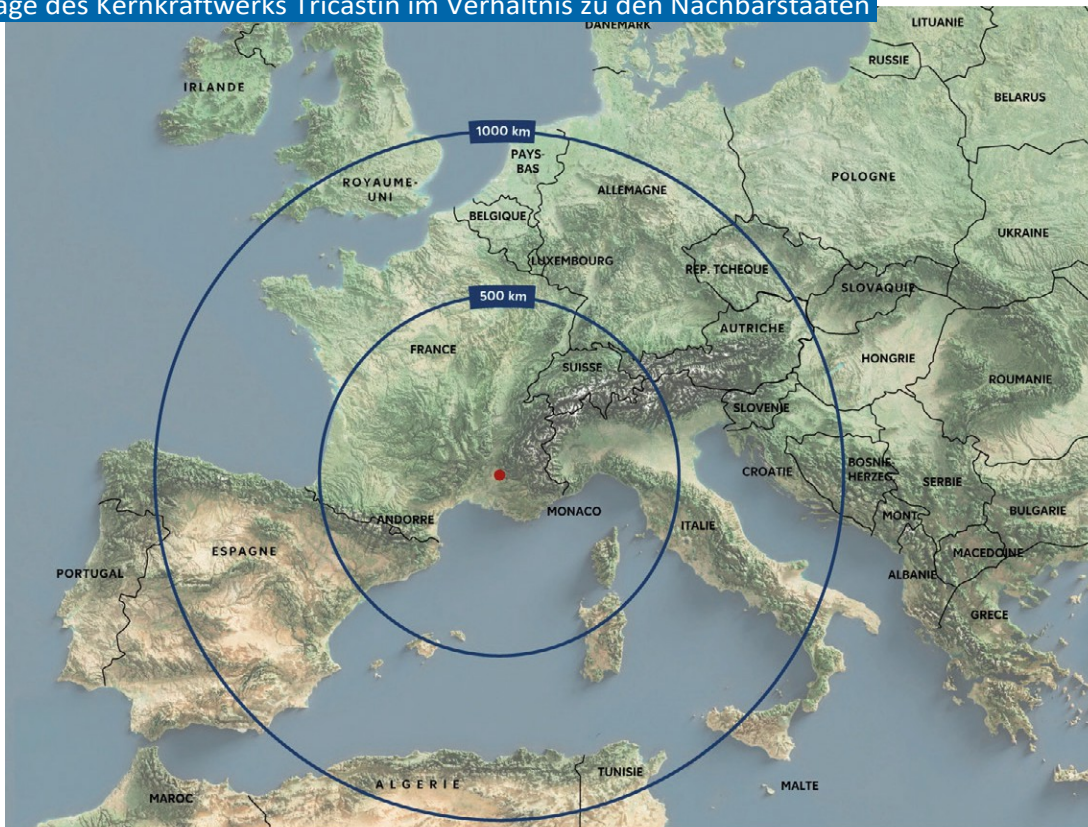 age des Kernkraftwerks Tricastin im Verhältnis zu den Nachbarstaaten
DANEMARK
LITUANIE
RUSSIE
IRLANDE
BELARUS
1000 km
PAYS-
BAS
ROYAUME-
UNI
ALLEMAGNE
POLOGNE
BELGIQUE
UKRAINE
LUXEMBOURG
REP. TCHEQUE
SLOVAQUIE
500 km
AUTRICHE
FRANCE
HONGRIE
SUISSE
ROUMANIE
SLOVENIE
CROATIE
BOSNIE-
HERZEG.
SERBIE
ANDORRE
MONACO
ITALIE
MONT.
BULGARIE
ESPAGNE
MACEDOINE
PORTUGAL
ALBANIE
GRECE
TUNISIE
ALGERIE
MALTE
MAROC